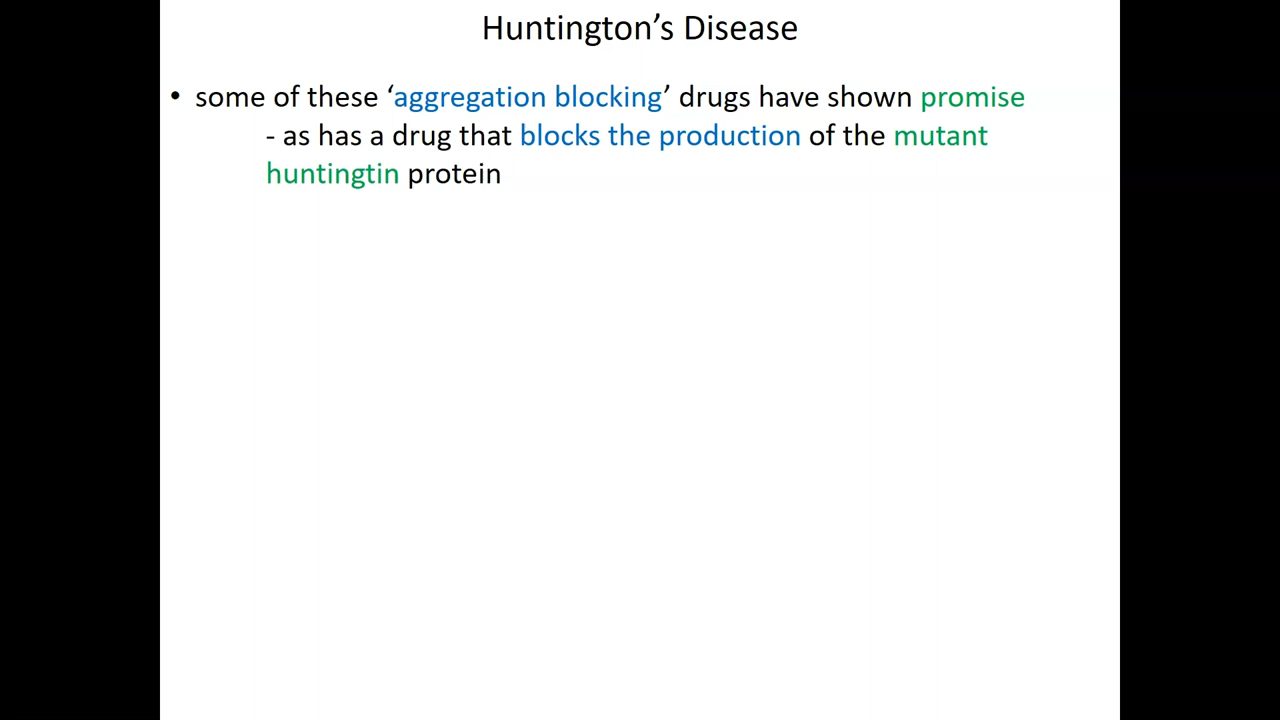 Huntington’s Disease
• some of these ‘aggregation blocking’ drugs have shown promise
- as has a drug that blocks the production of the mutant
huntingtin protein